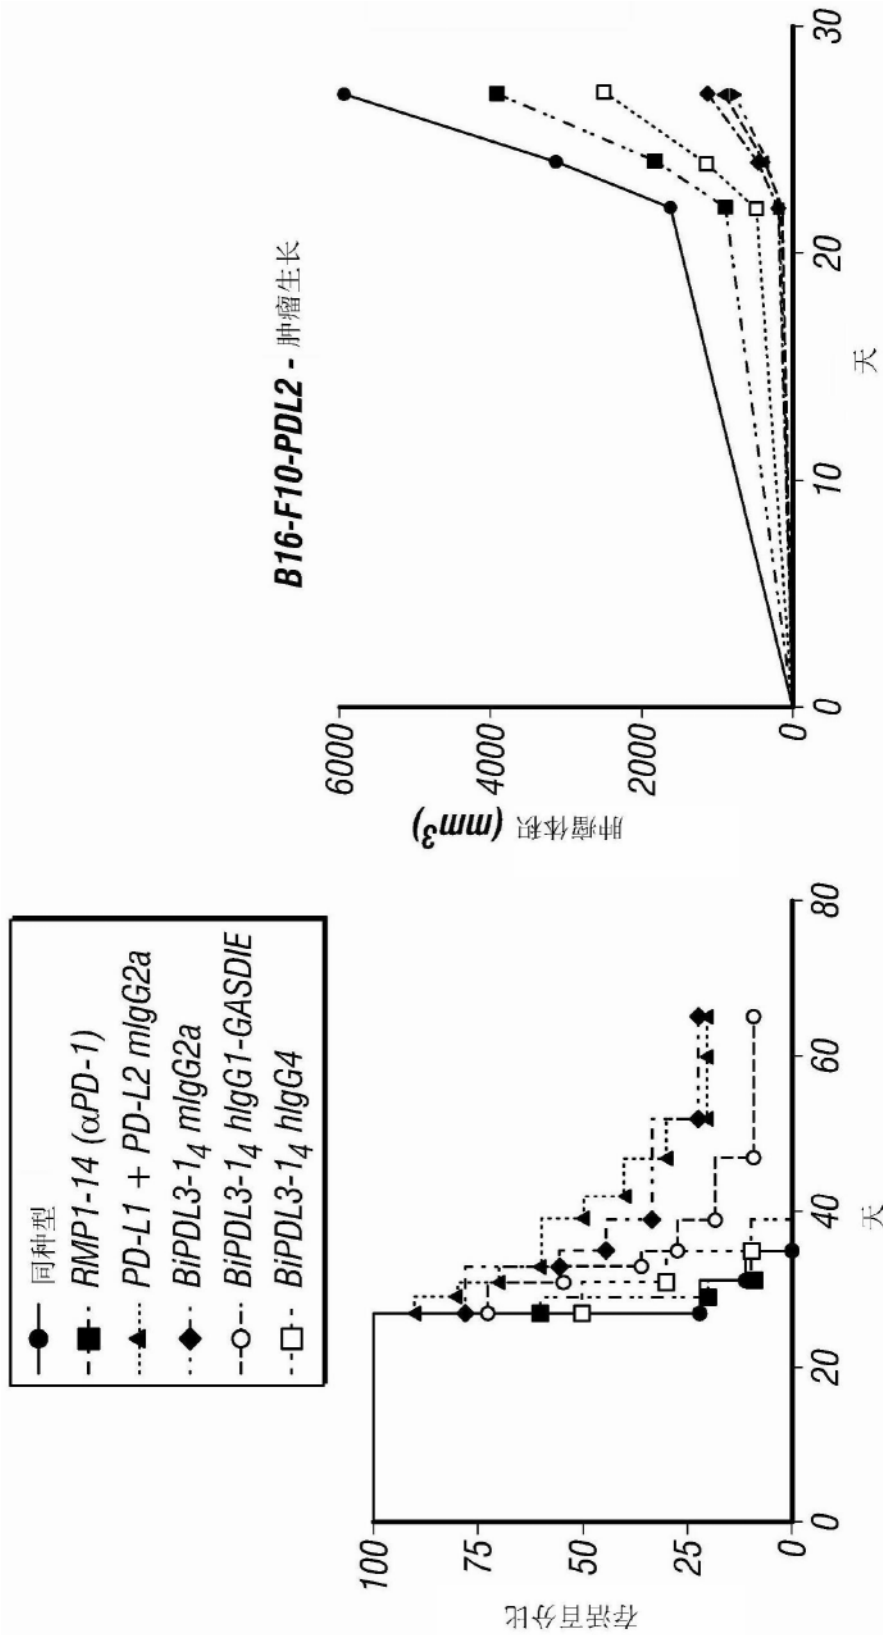 同种型
RMP1-14 (αPD-1)
PD-L1 + PD-L2 mIgG2a
BiPDL3-1₄ mIgG2a
BiPDL3-1₄ hIgG1-GASDIE
BiPDL3-1₄ hIgG4
存活百分比
100
75
50
25
0
0
20
40
60
80
天
B16-F10-PDL2 - 肿瘤生长
肿瘤体积 (mm³)
6000
4000
2000
0
0
10
20
30
天